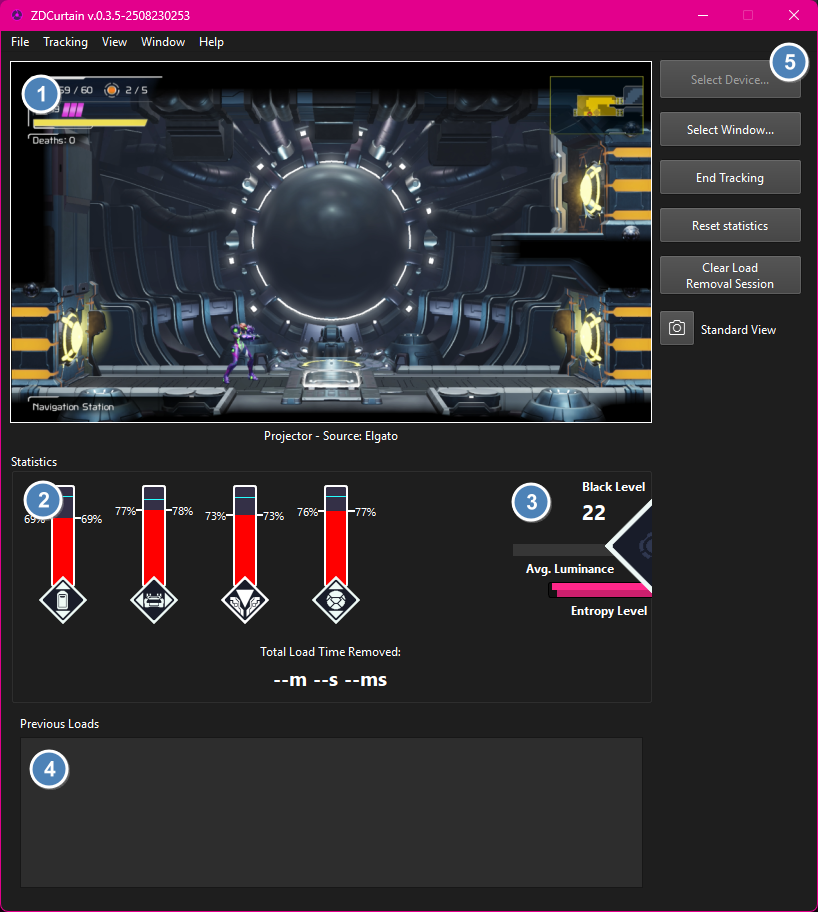 ZDCurtain v.0.3.5-2508230253
File Tracking View Window Help
1
59 / 60 2 / 5
Deaths: 0
Navigation Station
Projector - Source: Elgato
5
Select Device...
Select Window...
End Tracking
Reset statistics
Clear Load
Removal Session
Standard View
Statistics
2
69% 69%
77% 78%
73% 73%
76% 77%
3
Black Level
22
Avg. Luminance
Entropy Level
Total Load Time Removed:
--m --s --ms
Previous Loads
4